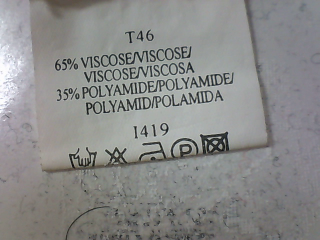 T46
65% VISCOSE/VISCOSE/
VISCOSE/VISCOSA
35% POLYAMIDE/POLYAMIDE/
POLYAMID/POLAMIDA
1419
P